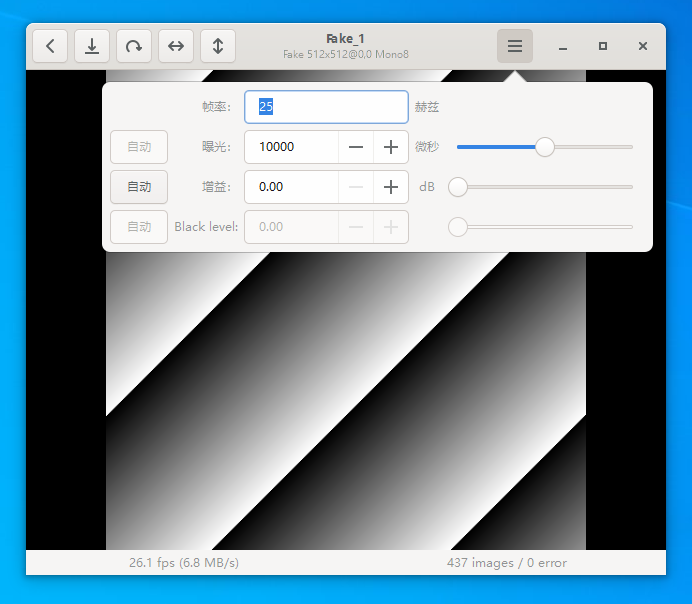 Fake_1
Fake 512x512@0,0 Mono8
帧率: 25 赫兹
自动 曝光: 10000 微秒
自动 增益: 0.00 dB
自动 Black level: 0.00
26.1 fps (6.8 MB/s) 437 images / 0 error